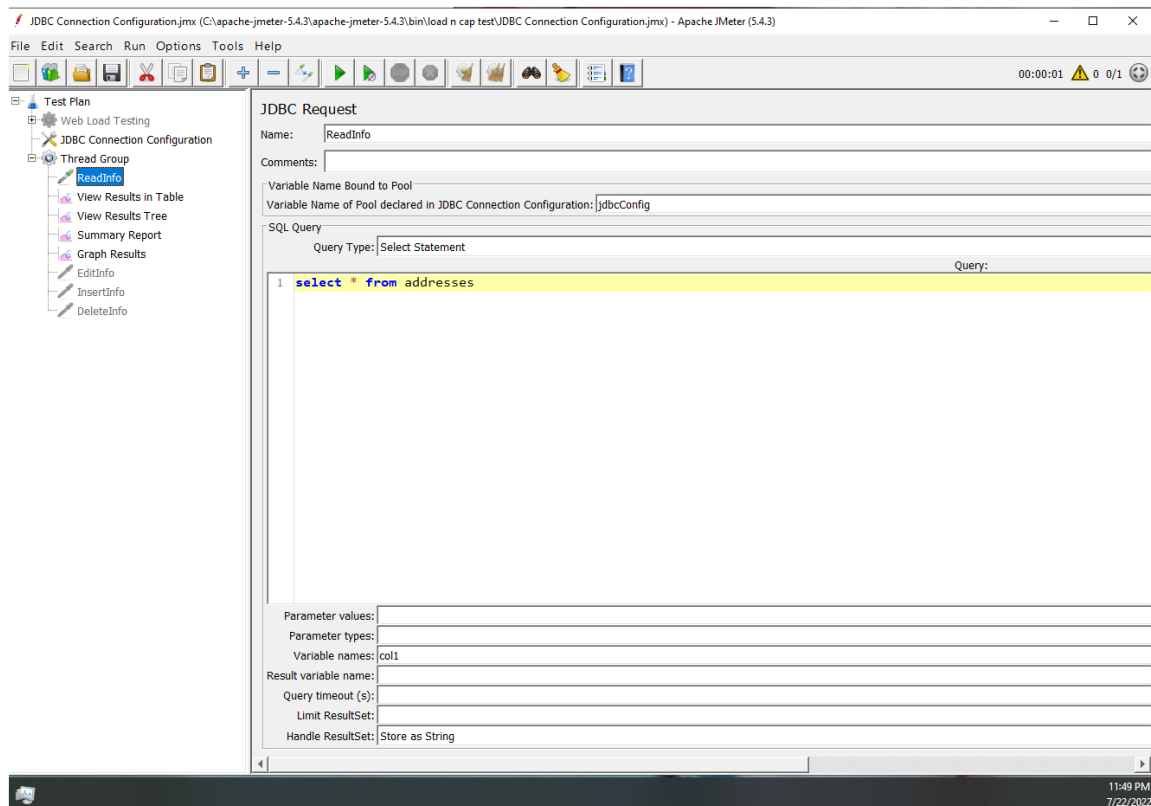 JDBC Connection Configuration.jmx (C:\apache-jmeter-5.4.3\apache-jmeter-5.4.3\bin\load n cap test\JDBC Connection Configuration.jmx) - Apache JMeter (5.4.3)
File Edit Search Run Options Tools Help
00:00:01 0 0/1
Test Plan
Web Load Testing
JDBC Connection Configuration
Thread Group
ReadInfo
View Results in Table
View Results Tree
Summary Report
Graph Results
EditInfo
InsertInfo
DeleteInfo
JDBC Request
Name: ReadInfo
Comments:
Variable Name Bound to Pool
Variable Name of Pool declared in JDBC Connection Configuration: jdbcConfig
SQL Query
Query Type: Select Statement
Query:
1 select * from addresses
Parameter values:
Parameter types:
Variable names: col1
Result variable name:
Query timeout (s):
Limit ResultSet:
Handle ResultSet: Store as String
11:49 PM
7/22/2022